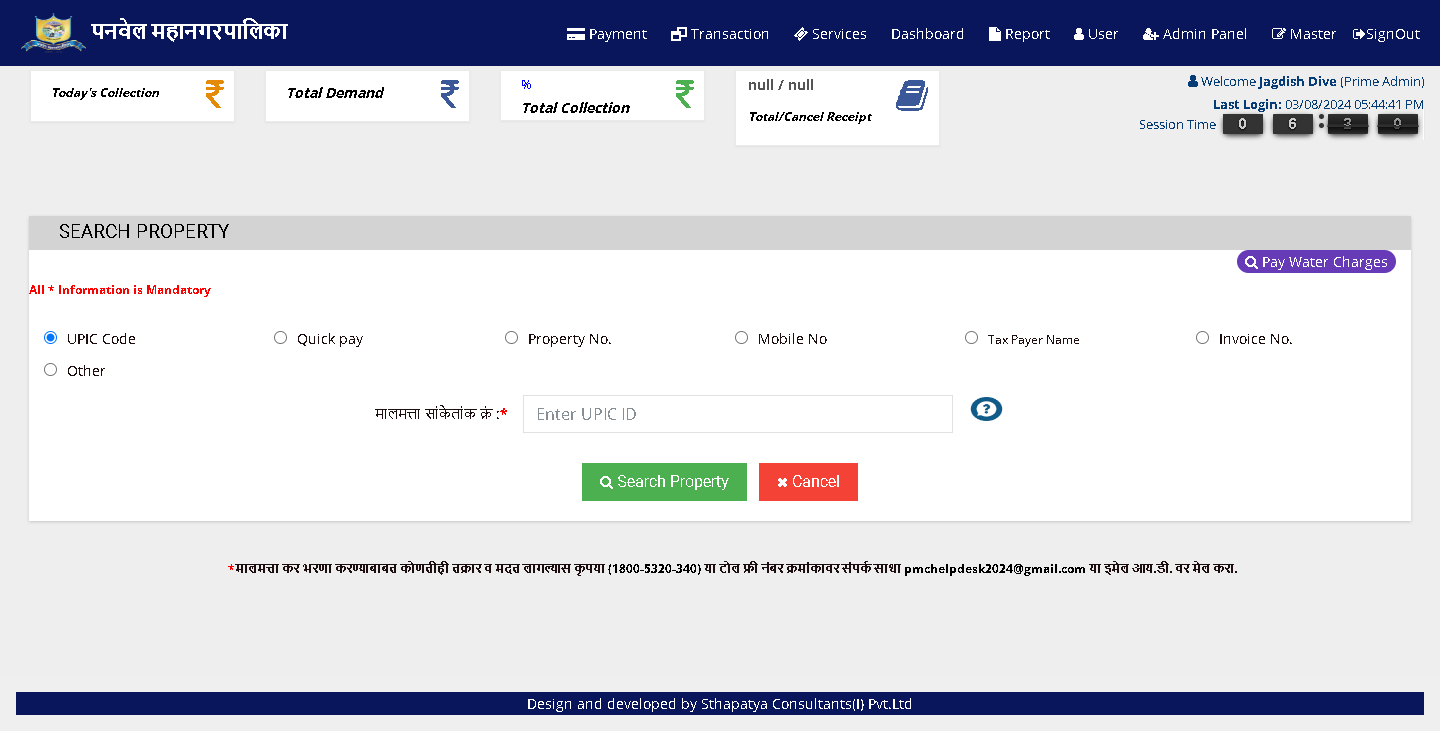 पनवेल महानगरपालिका
Payment Transaction Services Dashboard Report User Admin Panel Master SignOut
Today's Collection
Total Demand
%
Total Collection
null / null
Total/Cancel Receipt
Welcome Jagdish Dive (Prime Admin)
Last Login: 03/08/2024 05:44:41 PM
Session Time 0 6 : 3 9
SEARCH PROPERTY
Pay Water Charges
All * Information is Mandatory
UPIC Code Quick pay Property No. Mobile No Tax Payer Name Invoice No.
Other
मालमत्ता सांकेतांक क्रं :* Enter UPIC ID
Search Property Cancel
*मालमत्ता कर भरणा करण्याबाबत कोणतीही तक्रार व मदत लागल्यास कृपया (1800-5320-340) या टोल फ्री नंबर क्रमांकावर संपर्क साधा pmchelpdesk2024@gmail.com या इमेल आय.डी. वर मेल करा.
Design and developed by Sthapatya Consultants(I) Pvt.Ltd